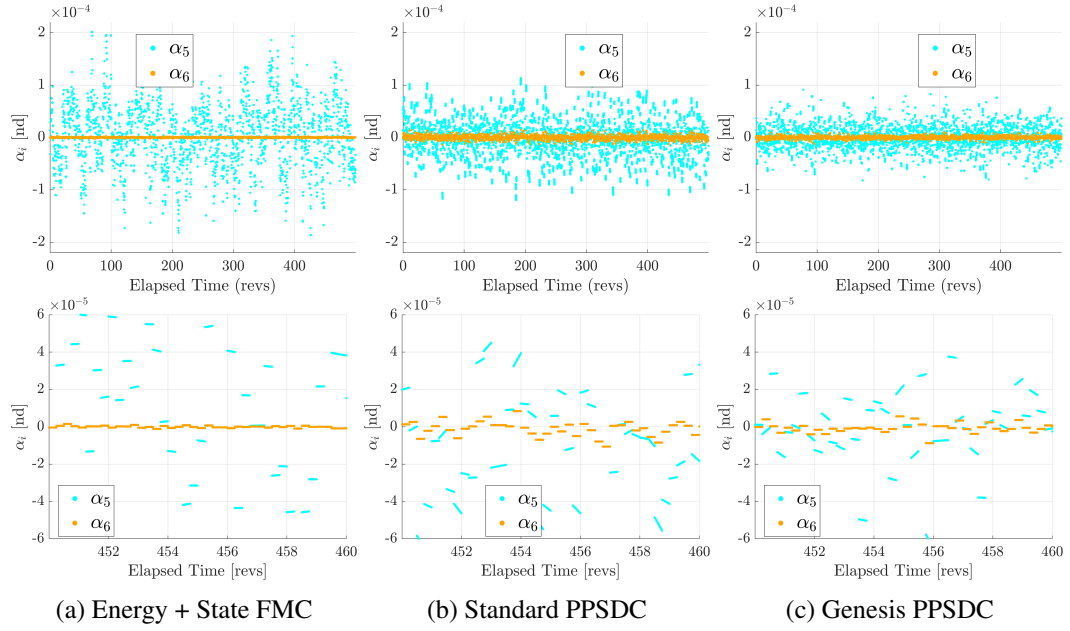 ×10⁻⁴
2
1
0
-1
-2
αᵢ [nd]
α₅
α₆
0 100 200 300 400
Elapsed Time (revs)
×10⁻⁴
2
1
0
-1
-2
αᵢ [nd]
α₅
α₆
0 100 200 300 400
Elapsed Time (revs)
×10⁻⁴
2
1
0
-1
-2
αᵢ [nd]
α₅
α₆
0 100 200 300 400
Elapsed Time (revs)
×10⁻⁵
6
4
2
0
-2
-4
-6
αᵢ [nd]
α₅
α₆
452 454 456 458 460
Elapsed Time [revs]
×10⁻⁵
6
4
2
0
-2
-4
-6
αᵢ [nd]
α₅
α₆
452 454 456 458 460
Elapsed Time [revs]
×10⁻⁵
6
4
2
0
-2
-4
-6
αᵢ [nd]
α₅
α₆
452 454 456 458 460
Elapsed Time [revs]
(a) Energy + State FMC
(b) Standard PPSDC
(c) Genesis PPSDC